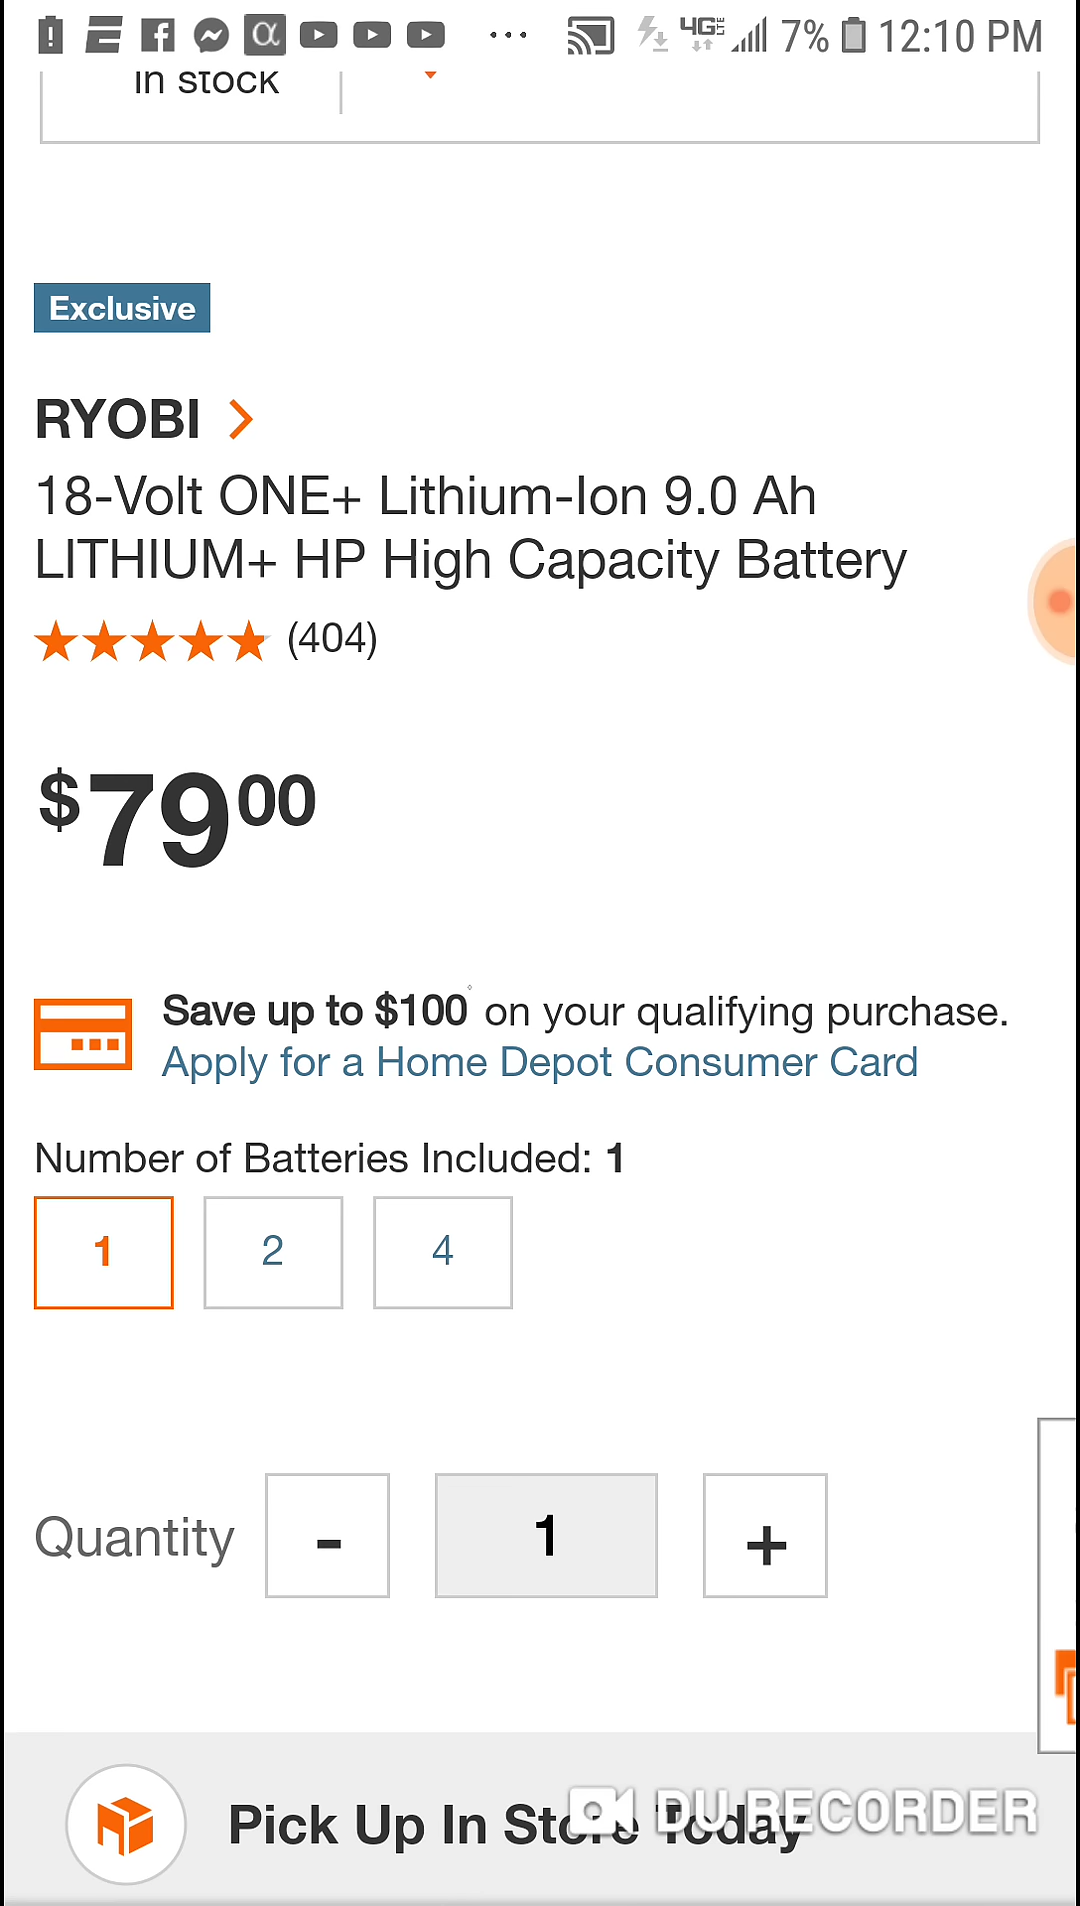 4G LTE 7% 12:10 PM
in stock
Exclusive
RYOBI
18-Volt ONE+ Lithium-Ion 9.0 Ah
LITHIUM+ HP High Capacity Battery
(404)
$79 00
Save up to $100◊ on your qualifying purchase.
Apply for a Home Depot Consumer Card
Number of Batteries Included: 1
1 2 4
Quantity - 1 +
Pick Up In Store Today
DU RECORDER